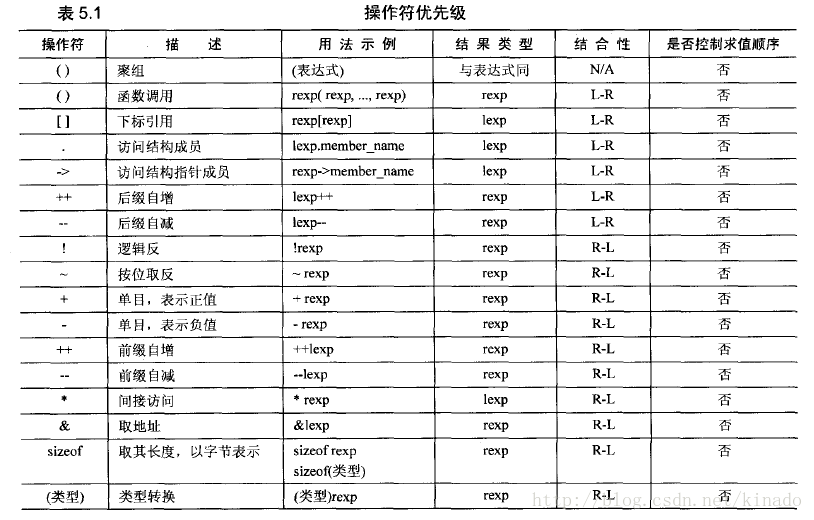 表 5.1 操作符优先级
操作符 描 述 用 法 示 例 结 果 类 型 结 合 性 是否控制求值顺序
( ) 聚组 (表达式) 与表达式同 N/A 否
( ) 函数调用 rexp( rexp, ..., rexp) rexp L-R 否
[ ] 下标引用 rexp[rexp] lexp L-R 否
. 访问结构成员 lexp.member_name lexp L-R 否
-> 访问结构指针成员 rexp->member_name lexp L-R 否
++ 后缀自增 lexp++ rexp L-R 否
-- 后缀自减 lexp-- rexp L-R 否
! 逻辑反 !rexp rexp R-L 否
~ 按位取反 ~ rexp rexp R-L 否
+ 单目，表示正值 + rexp rexp R-L 否
- 单目，表示负值 - rexp rexp R-L 否
++ 前缀自增 ++lexp rexp R-L 否
-- 前缀自减 --lexp rexp R-L 否
* 间接访问 * rexp lexp R-L 否
& 取地址 &lexp rexp R-L 否
sizeof 取其长度，以字节表示 sizeof rexp rexp R-L 否
sizeof(类型)
(类型) 类型转换 (类型)rexp rexp R-L 否
http://blog.csdn.net/kinado